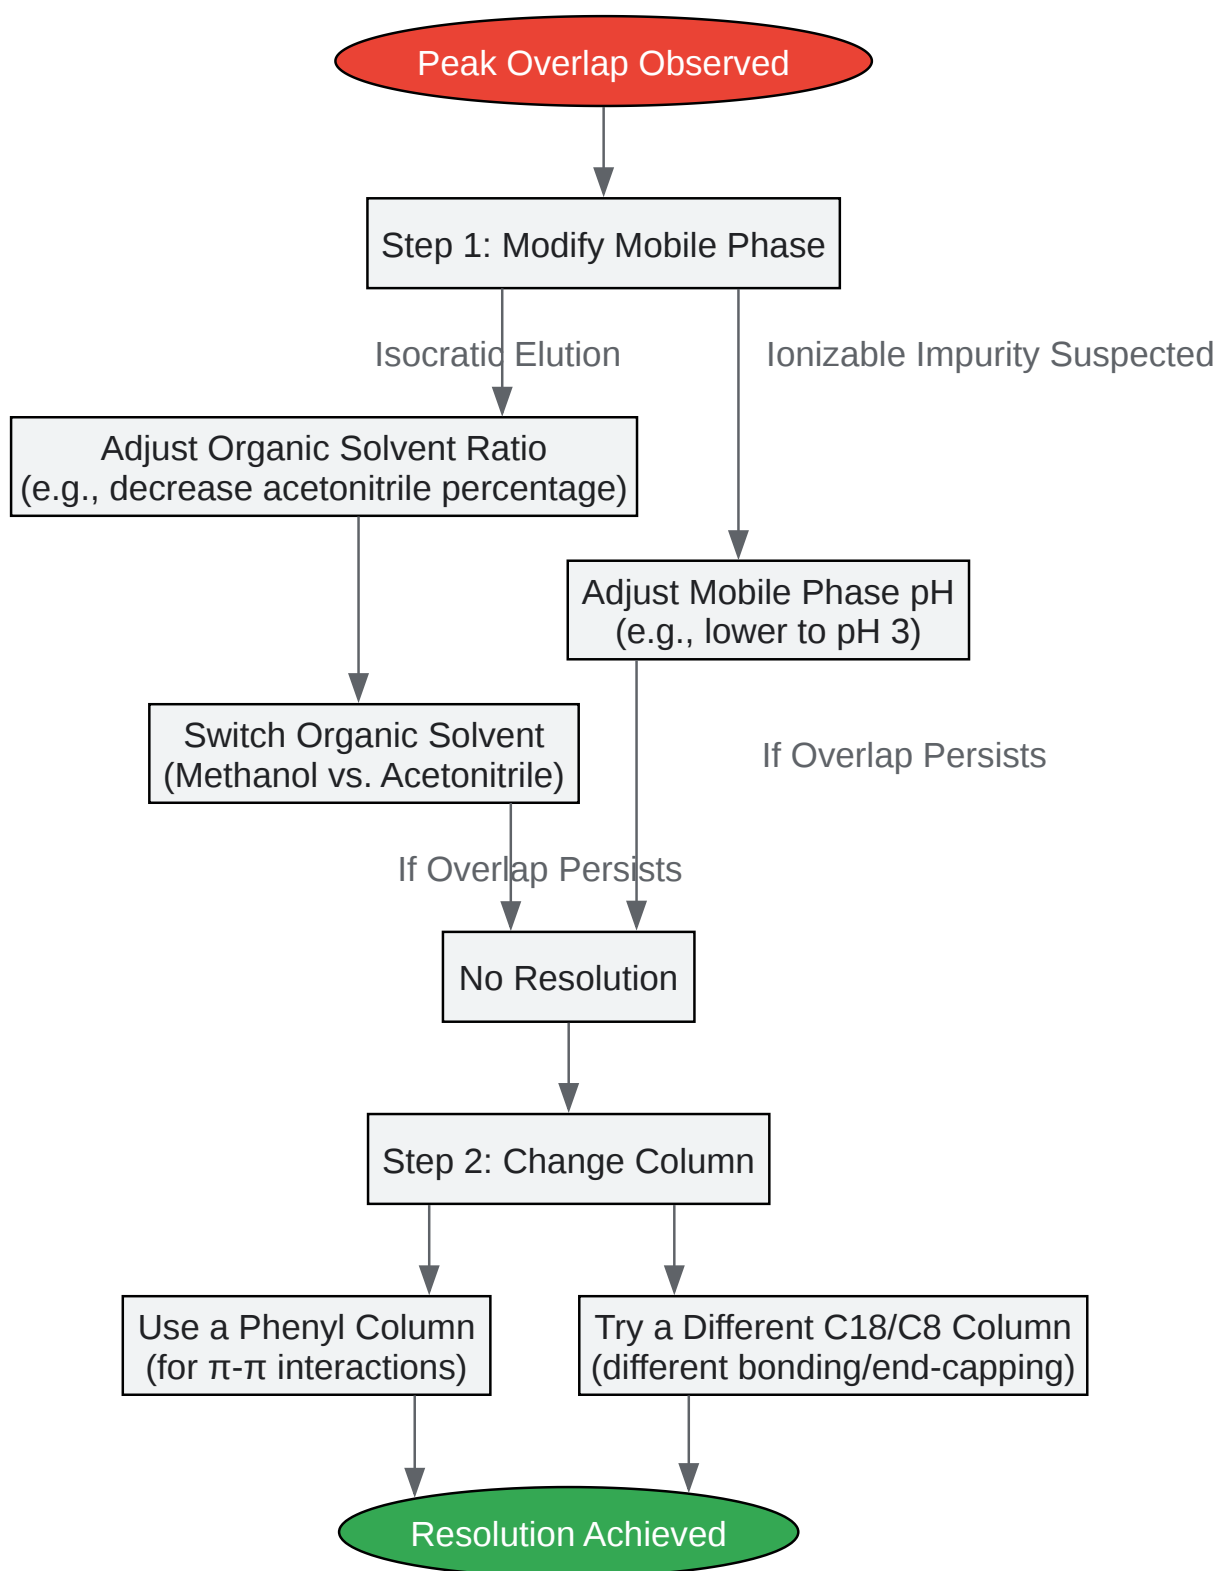 Peak Overlap Observed
Step 1: Modify Mobile Phase
Isocratic Elution
Ionizable Impurity Suspected
Adjust Organic Solvent Ratio
(e.g., decrease acetonitrile percentage)
Adjust Mobile Phase pH
(e.g., lower to pH 3)
Switch Organic Solvent
(Methanol vs. Acetonitrile)
If Overlap Persists
If Overlap Persists
No Resolution
Step 2: Change Column
Use a Phenyl Column
(for π-π interactions)
Try a Different C18/C8 Column
(different bonding/end-capping)
Resolution Achieved